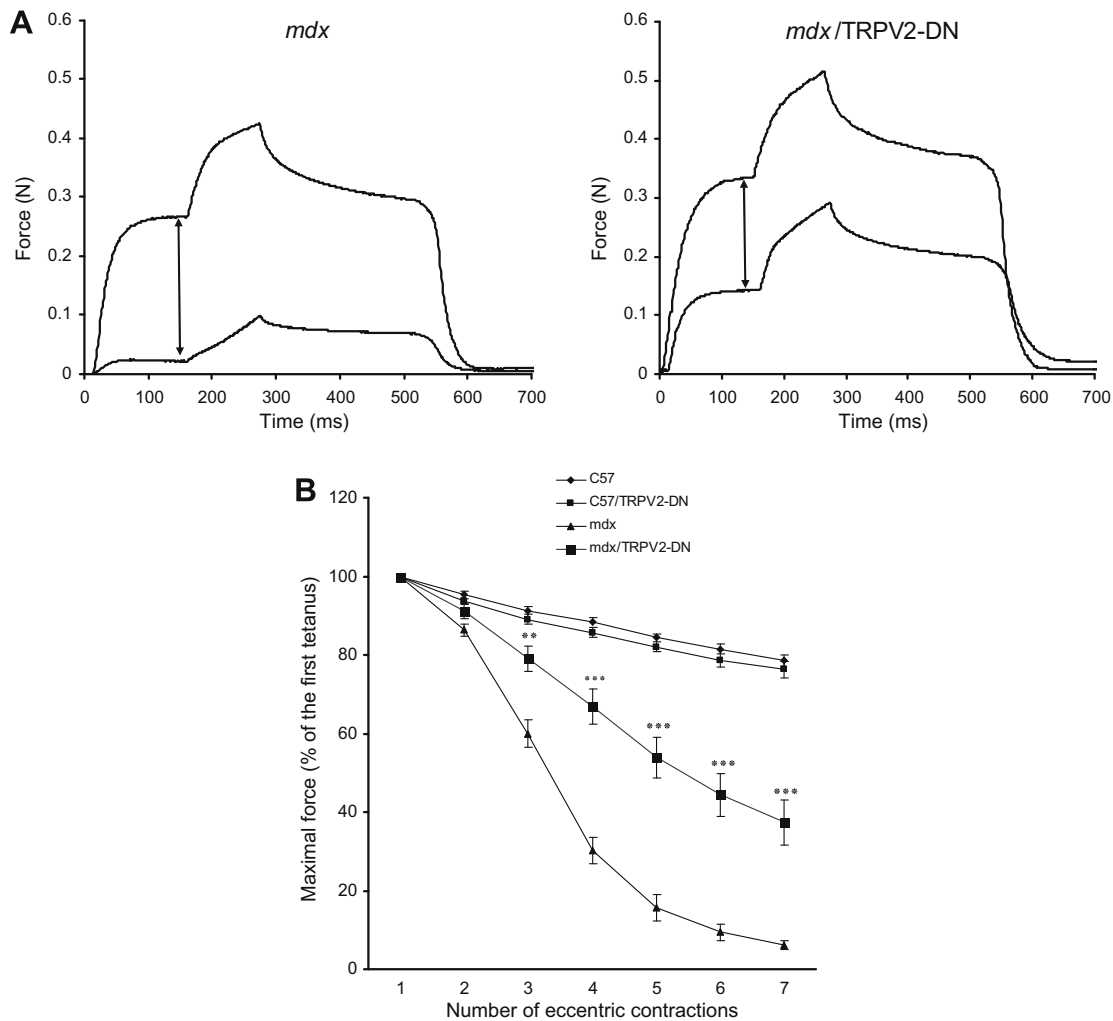 A
mdx
Force (N)
0.6
0.5
0.4
0.3
0.2
0.1
0
0 100 200 300 400 500 600 700
Time (ms)
mdx/TRPV2-DN
Force (N)
0.6
0.5
0.4
0.3
0.2
0.1
0
0 100 200 300 400 500 600 700
Time (ms)
B
C57
C57/TRPV2-DN
mdx
mdx/TRPV2-DN
Maximal force (% of the first tetanus)
120
100
80
60
40
20
0
**
***
***
***
***
1 2 3 4 5 6 7
Number of eccentric contractions